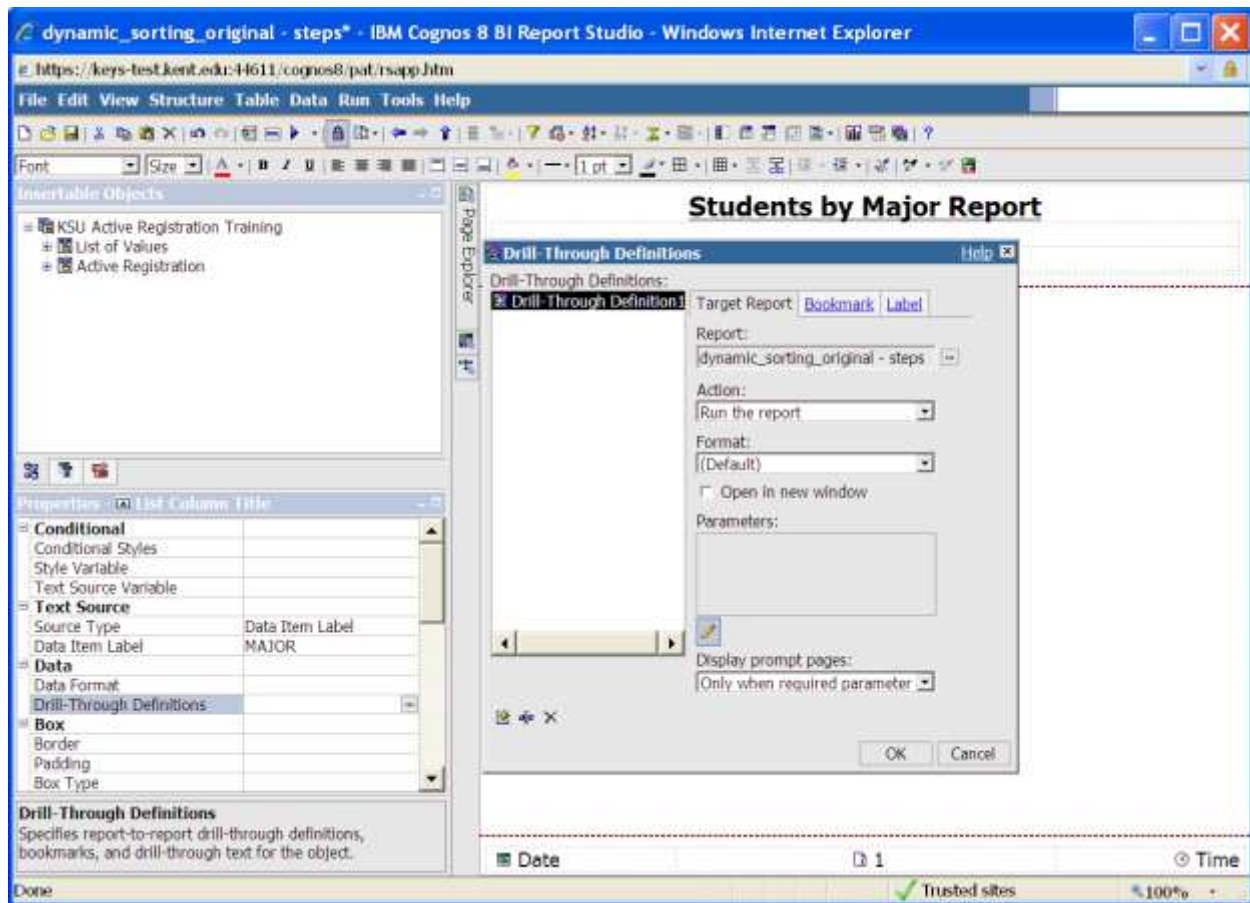 dynamic_sorting_original - steps* - IBM Cognos 8 BI Report Studio - Windows Internet Explorer
https://keys-test.kent.edu:44611/cognos8/pat/rsapp.htm
File Edit View Structure Table Data Run Tools Help
Font Size 1 pt
Insertable Objects
KSU Active Registration Training
List of Values
Active Registration
Page Explorer
Students by Major Report
Drill-Through Definitions Help
Drill-Through Definitions:
Drill-Through Definition1
Target Report Bookmark Label
Report:
dynamic_sorting_original - steps
Action:
Run the report
Format:
(Default)
Open in new window
Parameters:
Display prompt pages:
Only when required parameter
OK Cancel
Properties - List Column Title
Conditional
Conditional Styles
Style Variable
Text Source Variable
Text Source
Source Type Data Item Label
Data Item Label MAJOR
Data
Data Format
Drill-Through Definitions
Box
Border
Padding
Box Type
Drill-Through Definitions
Specifies report-to-report drill-through definitions,
bookmarks, and drill-through text for the object.
Date 1 Time
Done Trusted sites 100%